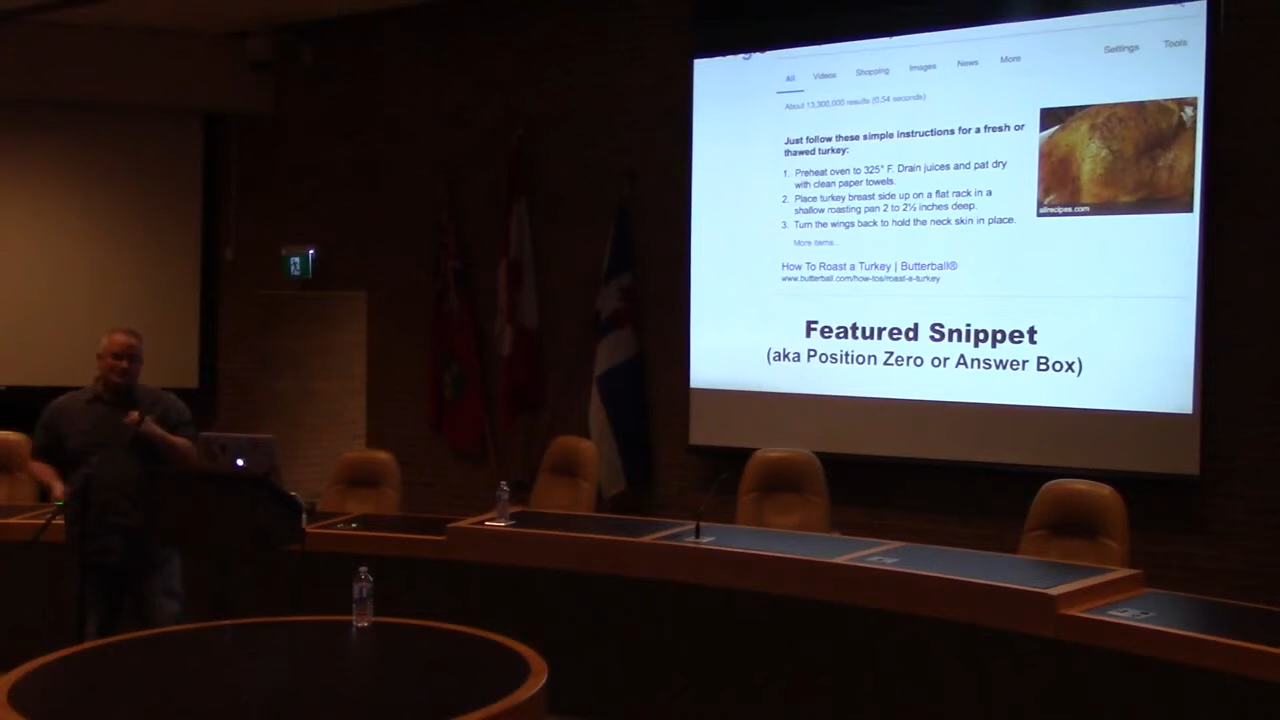 All Videos Shopping Images News More Settings Tools
About 13,300,000 results (0.54 seconds)
Just follow these simple instructions for a fresh or
thawed turkey:
1. Preheat oven to 325° F. Drain juices and pat dry
with clean paper towels.
2. Place turkey breast side up on a flat rack in a
shallow roasting pan 2 to 2½ inches deep.
3. Turn the wings back to hold the neck skin in place.
More items...
allrecipes.com
How To Roast a Turkey | Butterball®
www.butterball.com/how-tos/roast-a-turkey
Featured Snippet
(aka Position Zero or Answer Box)